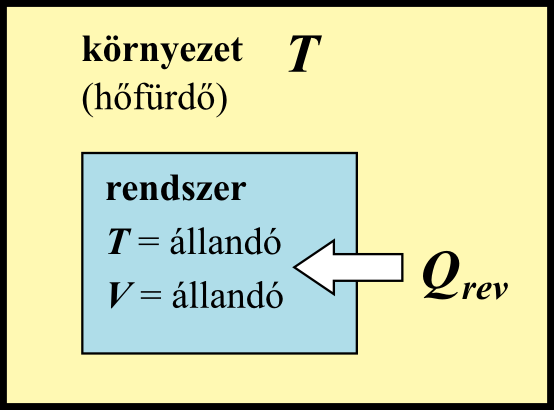 környezet T
(hőfürdő)
rendszer
T = állandó
V = állandó
Qrev